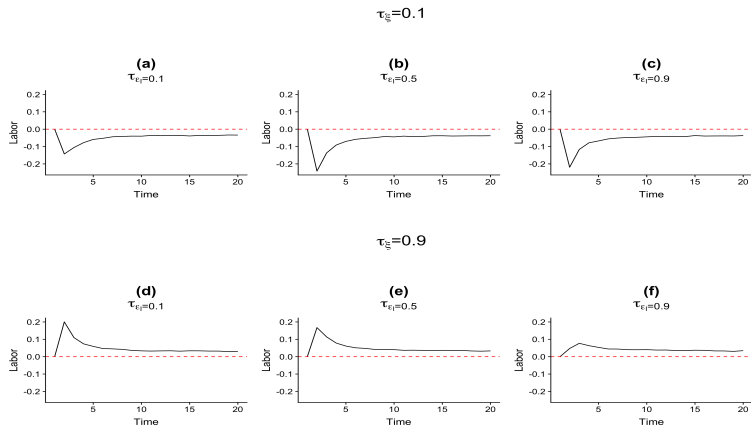 τξ=0.1
(a)
τεl=0.1
0.2
0.1
0.0
-0.1
-0.2
Labor
5 10 15 20
Time
(b)
τεl=0.5
0.2
0.1
0.0
-0.1
-0.2
Labor
5 10 15 20
Time
(c)
τεl=0.9
0.2
0.1
0.0
-0.1
-0.2
Labor
5 10 15 20
Time
τξ=0.9
(d)
τεl=0.1
0.2
0.1
0.0
-0.1
-0.2
Labor
5 10 15 20
Time
(e)
τεl=0.5
0.2
0.1
0.0
-0.1
-0.2
Labor
5 10 15 20
Time
(f)
τεl=0.9
0.2
0.1
0.0
-0.1
-0.2
Labor
5 10 15 20
Time